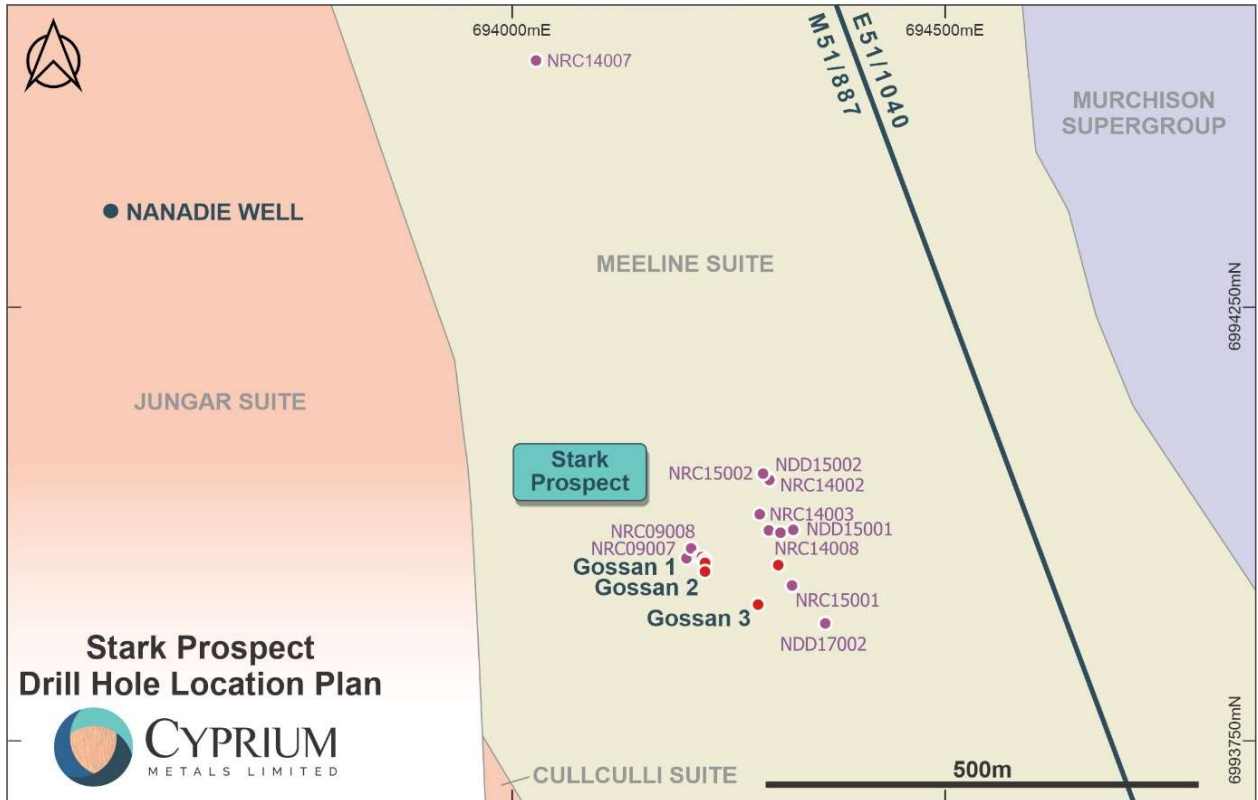 694000mE
694500mE
NRC14007
M51/887
E51/1040
MURCHISON
SUPERGROUP
NANADIE WELL
MEELINE SUITE
6994250mN
JUNGAR SUITE
Stark
Prospect
NRC15002
NDD15002
NRC14002
NRC14003
NRC09008
NDD15001
NRC09007
NRC14008
Gossan 1
Gossan 2
NRC15001
Gossan 3
NDD17002
Stark Prospect
Drill Hole Location Plan
CYPRIUM
METALS LIMITED
6993750mN
500m
CULLCULLI SUITE